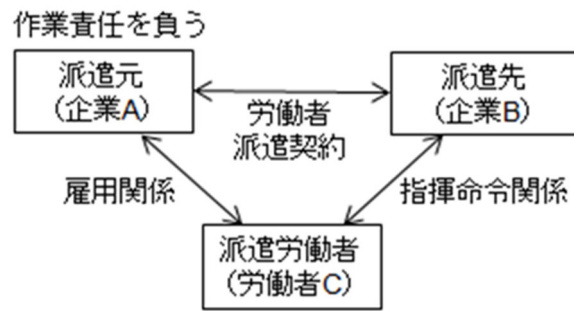 作業責任を負う
派遣元
(企業A)
派遣先
(企業B)
労働者
派遣契約
雇用関係
指揮命令関係
派遣労働者
(労働者C)